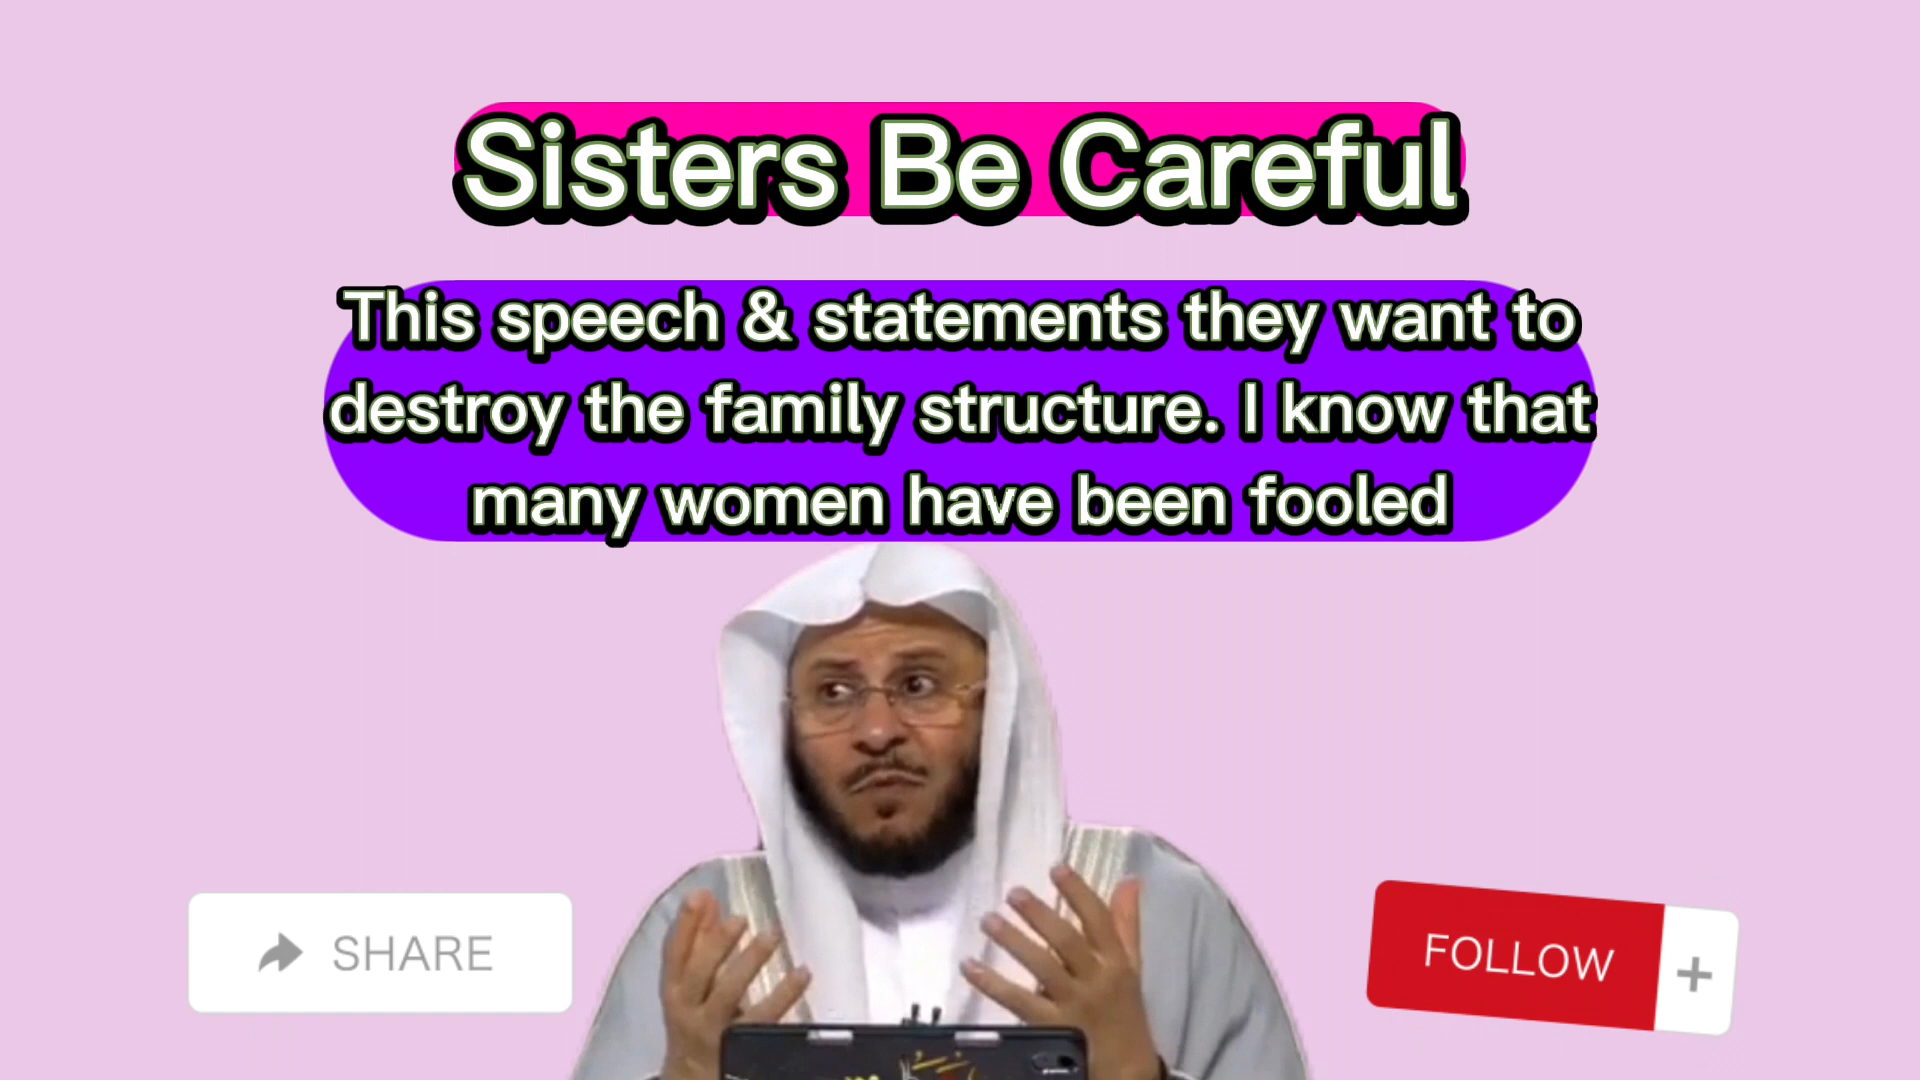 Sisters Be Careful
This speech & statements they want to
destroy the family structure. I know that
many women have been fooled
SHARE
FOLLOW +